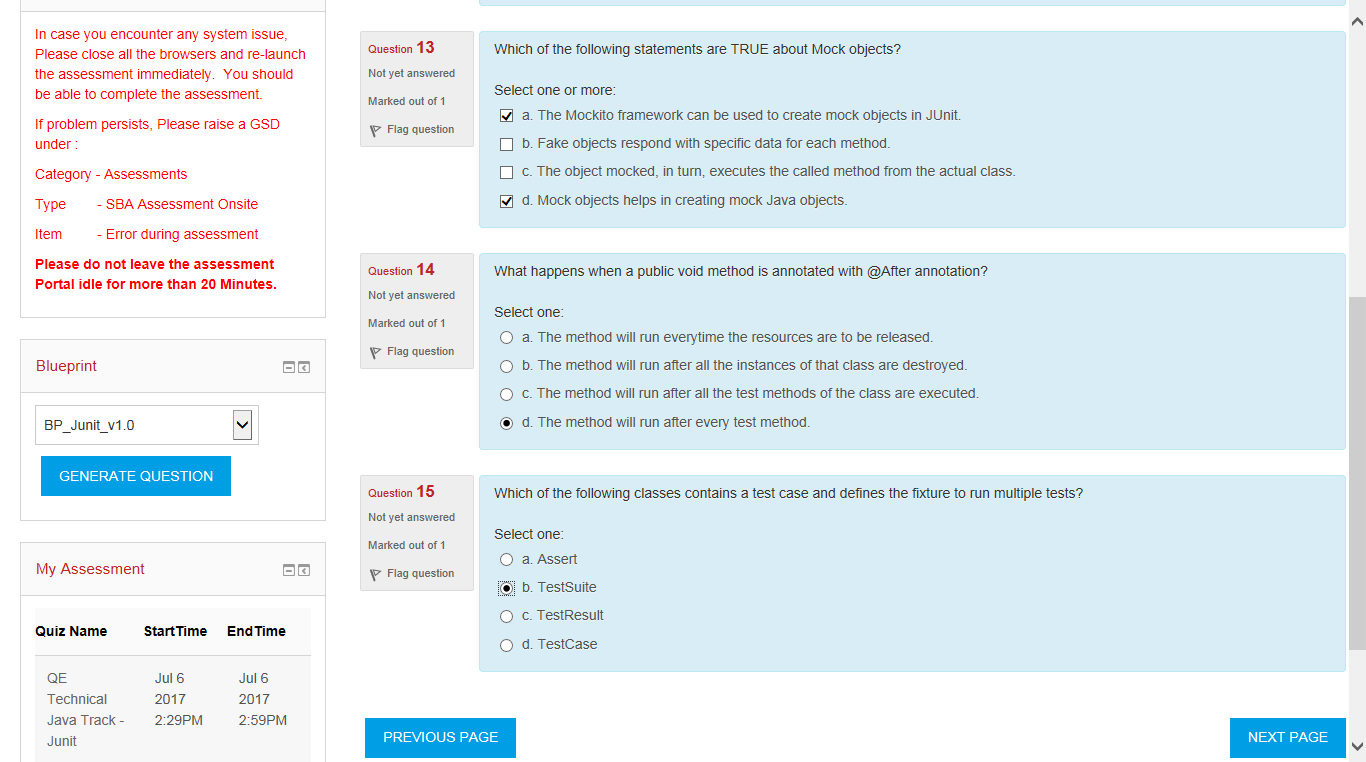 In case you encounter any system issue,
Please close all the browsers and re-launch
the assessment immediately.  You should
be able to complete the assessment.
If problem persists, Please raise a GSD
under :
Category - Assessments
Type - SBA Assessment Onsite
Item - Error during assessment
Please do not leave the assessment
Portal idle for more than 20 Minutes.
Blueprint
BP_Junit_v1.0
GENERATE QUESTION
My Assessment
Quiz Name StartTime EndTime
QE Jul 6 Jul 6
Technical 2017 2017
Java Track - 2:29PM 2:59PM
Junit
Question 13
Not yet answered
Marked out of 1
Flag question
Which of the following statements are TRUE about Mock objects?
Select one or more:
a. The Mockito framework can be used to create mock objects in JUnit.
b. Fake objects respond with specific data for each method.
c. The object mocked, in turn, executes the called method from the actual class.
d. Mock objects helps in creating mock Java objects.
Question 14
Not yet answered
Marked out of 1
Flag question
What happens when a public void method is annotated with @After annotation?
Select one:
a. The method will run everytime the resources are to be released.
b. The method will run after all the instances of that class are destroyed.
c. The method will run after all the test methods of the class are executed.
d. The method will run after every test method.
Question 15
Not yet answered
Marked out of 1
Flag question
Which of the following classes contains a test case and defines the fixture to run multiple tests?
Select one:
a. Assert
b. TestSuite
c. TestResult
d. TestCase
PREVIOUS PAGE
NEXT PAGE